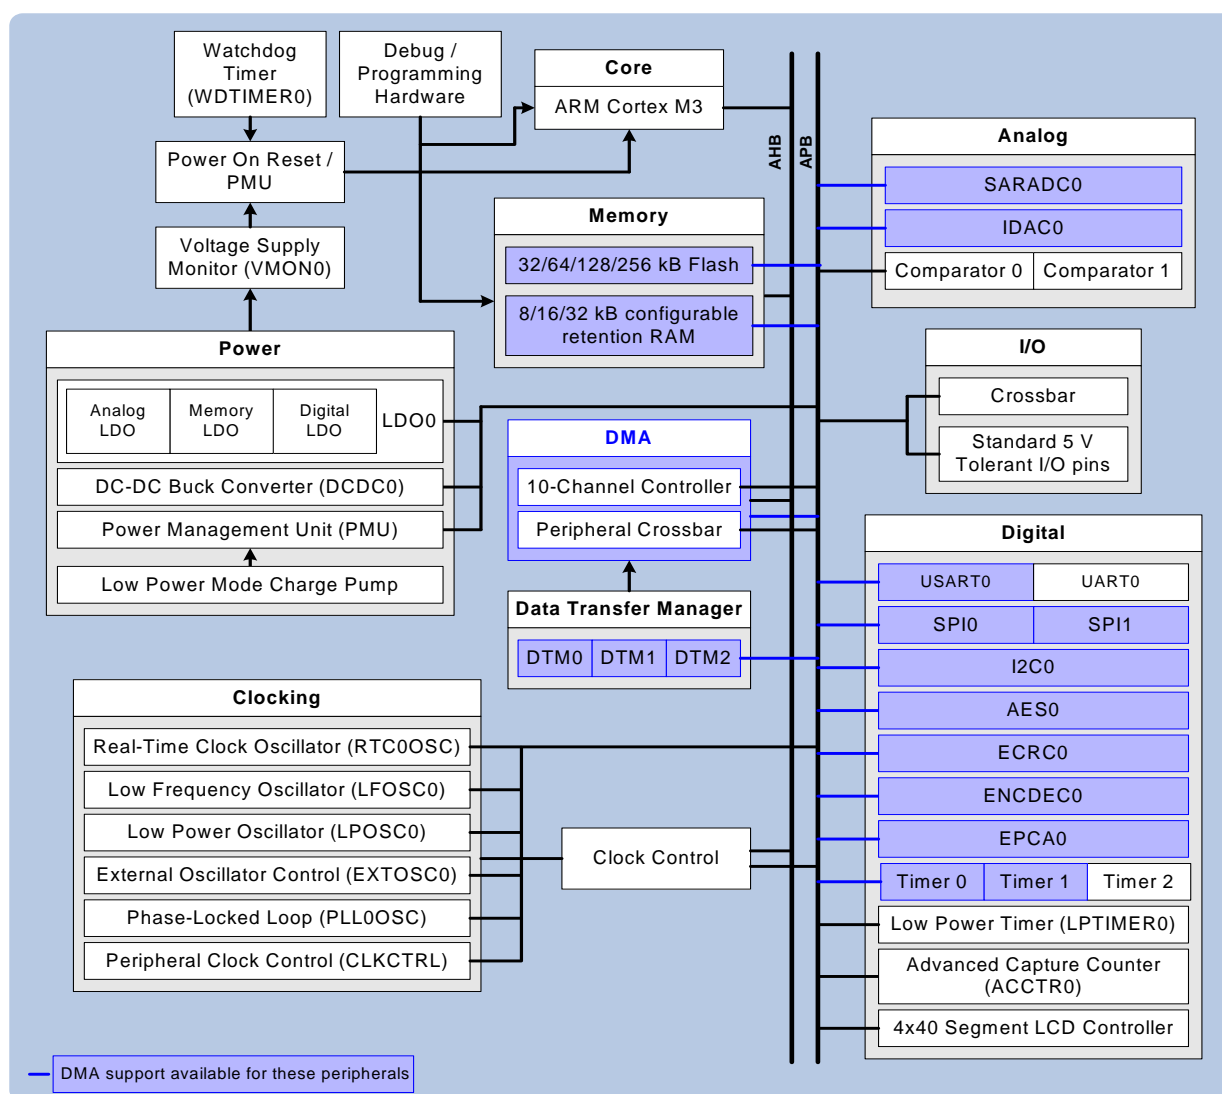 Watchdog
Timer
(WDTIMER0)
Debug /
Programming
Hardware
Core
ARM Cortex M3
Power On Reset /
PMU
AHB
APB
Voltage Supply
Monitor (VMON0)
Memory
32/64/128/256 kB Flash
8/16/32 kB configurable
retention RAM
Analog
SARADC0
IDAC0
Comparator 0
Comparator 1
Power
Analog
LDO
Memory
LDO
Digital
LDO
LDO0
DC-DC Buck Converter (DCDC0)
Power Management Unit (PMU)
Low Power Mode Charge Pump
DMA
10-Channel Controller
Peripheral Crossbar
Data Transfer Manager
DTM0
DTM1
DTM2
I/O
Crossbar
Standard 5 V
Tolerant I/O pins
Digital
USART0
UART0
SPI0
SPI1
I2C0
AES0
ECRC0
ENCDEC0
EPCA0
Timer 0
Timer 1
Timer 2
Low Power Timer (LPTIMER0)
Advanced Capture Counter
(ACCTR0)
4x40 Segment LCD Controller
Clocking
Real-Time Clock Oscillator (RTC0OSC)
Low Frequency Oscillator (LFOSC0)
Low Power Oscillator (LPOSC0)
External Oscillator Control (EXTOSC0)
Phase-Locked Loop (PLL0OSC)
Peripheral Clock Control (CLKCTRL)
Clock Control
DMA support available for these peripherals